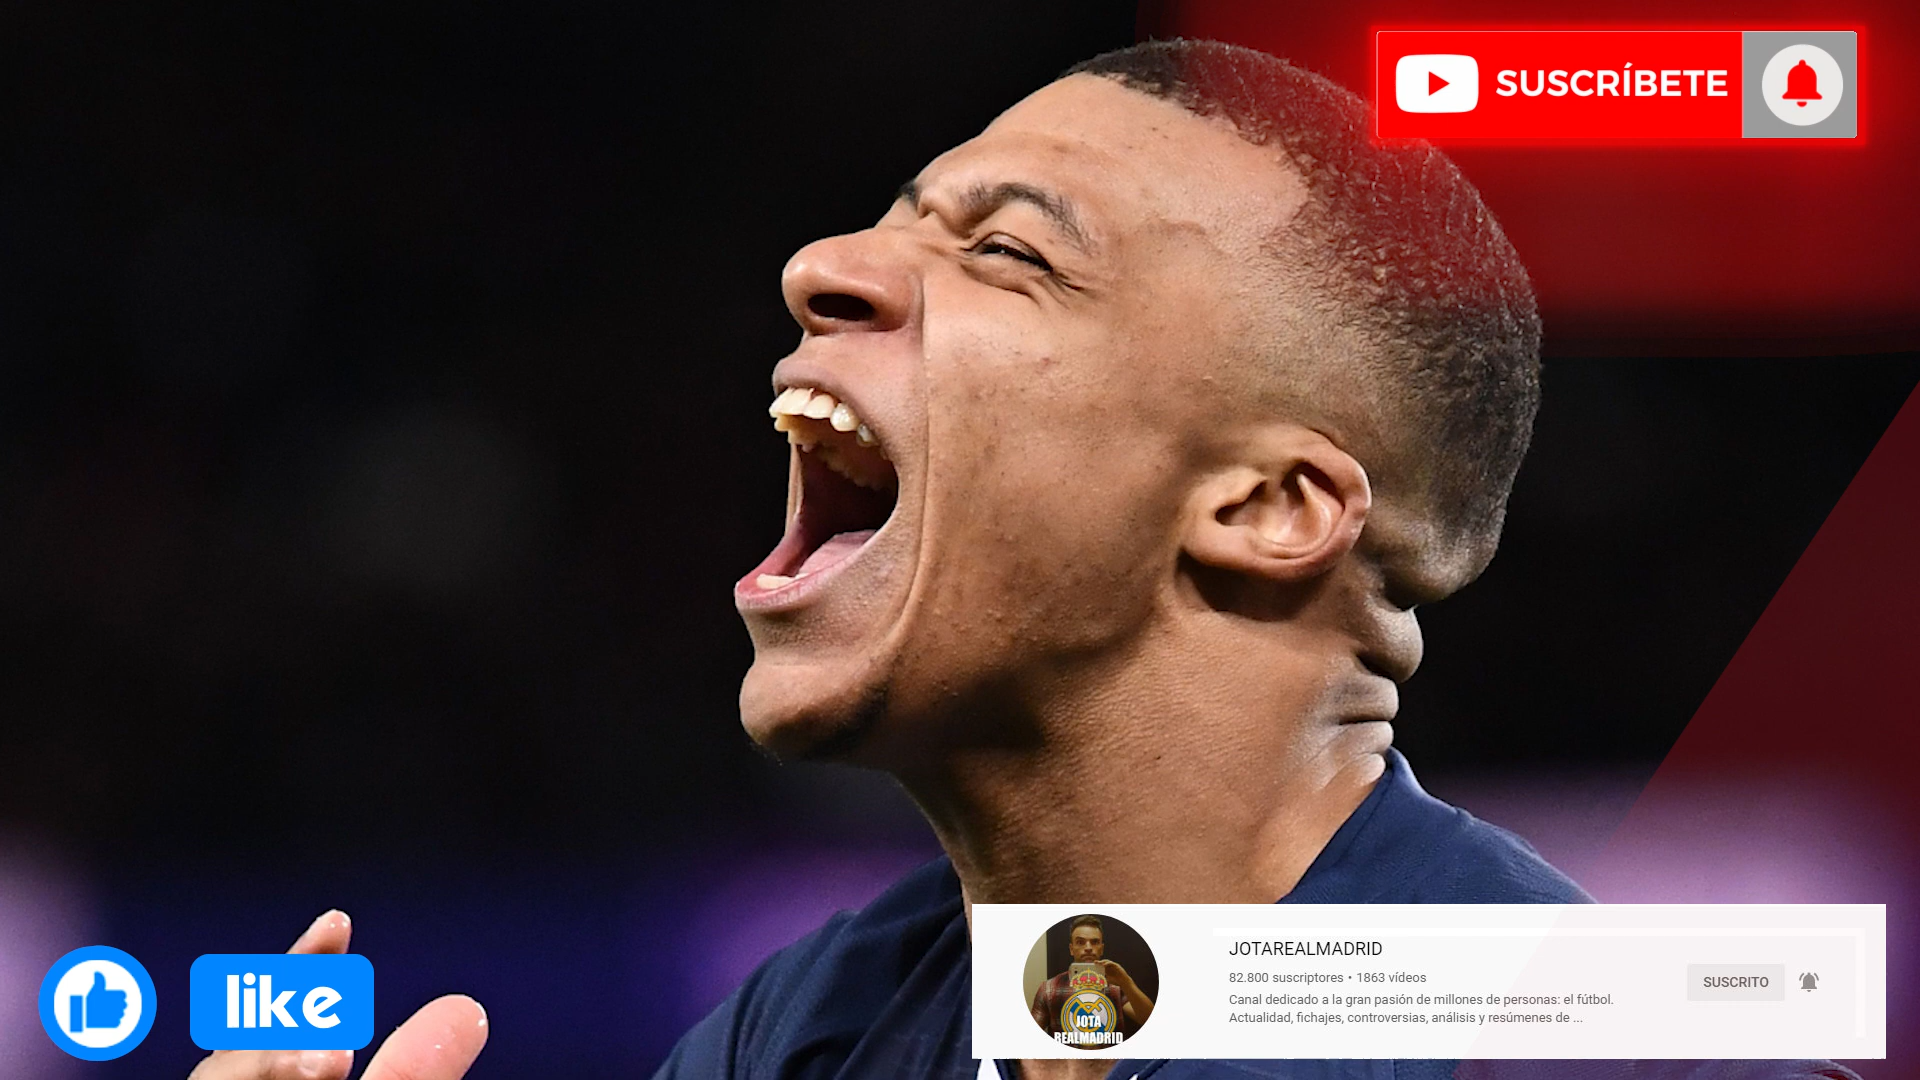 SUSCRÍBETE
like
JOTAREALMADRID
82.800 suscriptores • 1863 vídeos
Canal dedicado a la gran pasión de millones de personas: el fútbol.
Actualidad, fichajes, controversias, análisis y resúmenes de ...
SUSCRITO
JOTA
REALMADRID